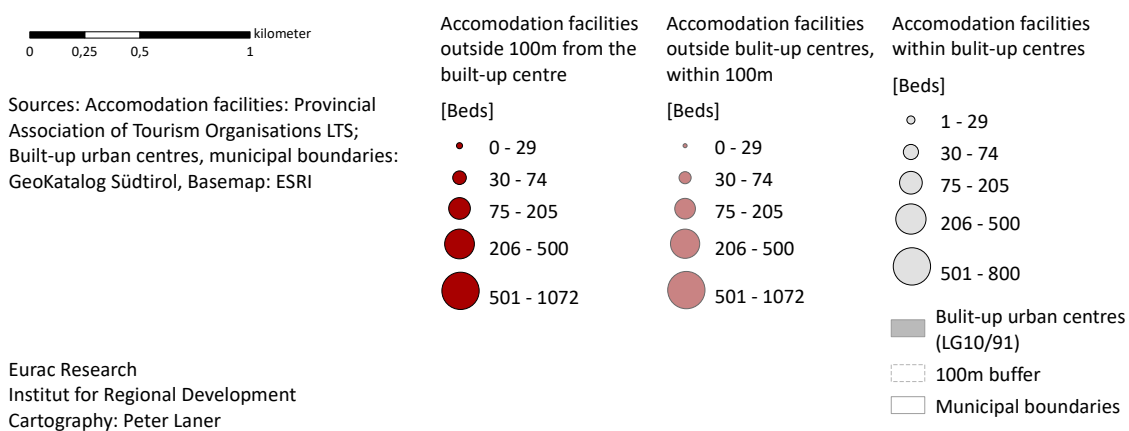 kilometer
0 0,25 0,5 1
Sources: Accomodation facilities: Provincial
Association of Tourism Organisations LTS;
Built-up urban centres, municipal boundaries:
GeoKatalog Südtirol, Basemap: ESRI
Eurac Research
Institut for Regional Development
Cartography: Peter Laner
Accomodation facilities
outside 100m from the
built-up centre
[Beds]
0 - 29
30 - 74
75 - 205
206 - 500
501 - 1072
Accomodation facilities
outside bulit-up centres,
within 100m
[Beds]
0 - 29
30 - 74
75 - 205
206 - 500
501 - 1072
Accomodation facilities
within bulit-up centres
[Beds]
1 - 29
30 - 74
75 - 205
206 - 500
501 - 800
Bulit-up urban centres
(LG10/91)
100m buffer
Municipal boundaries